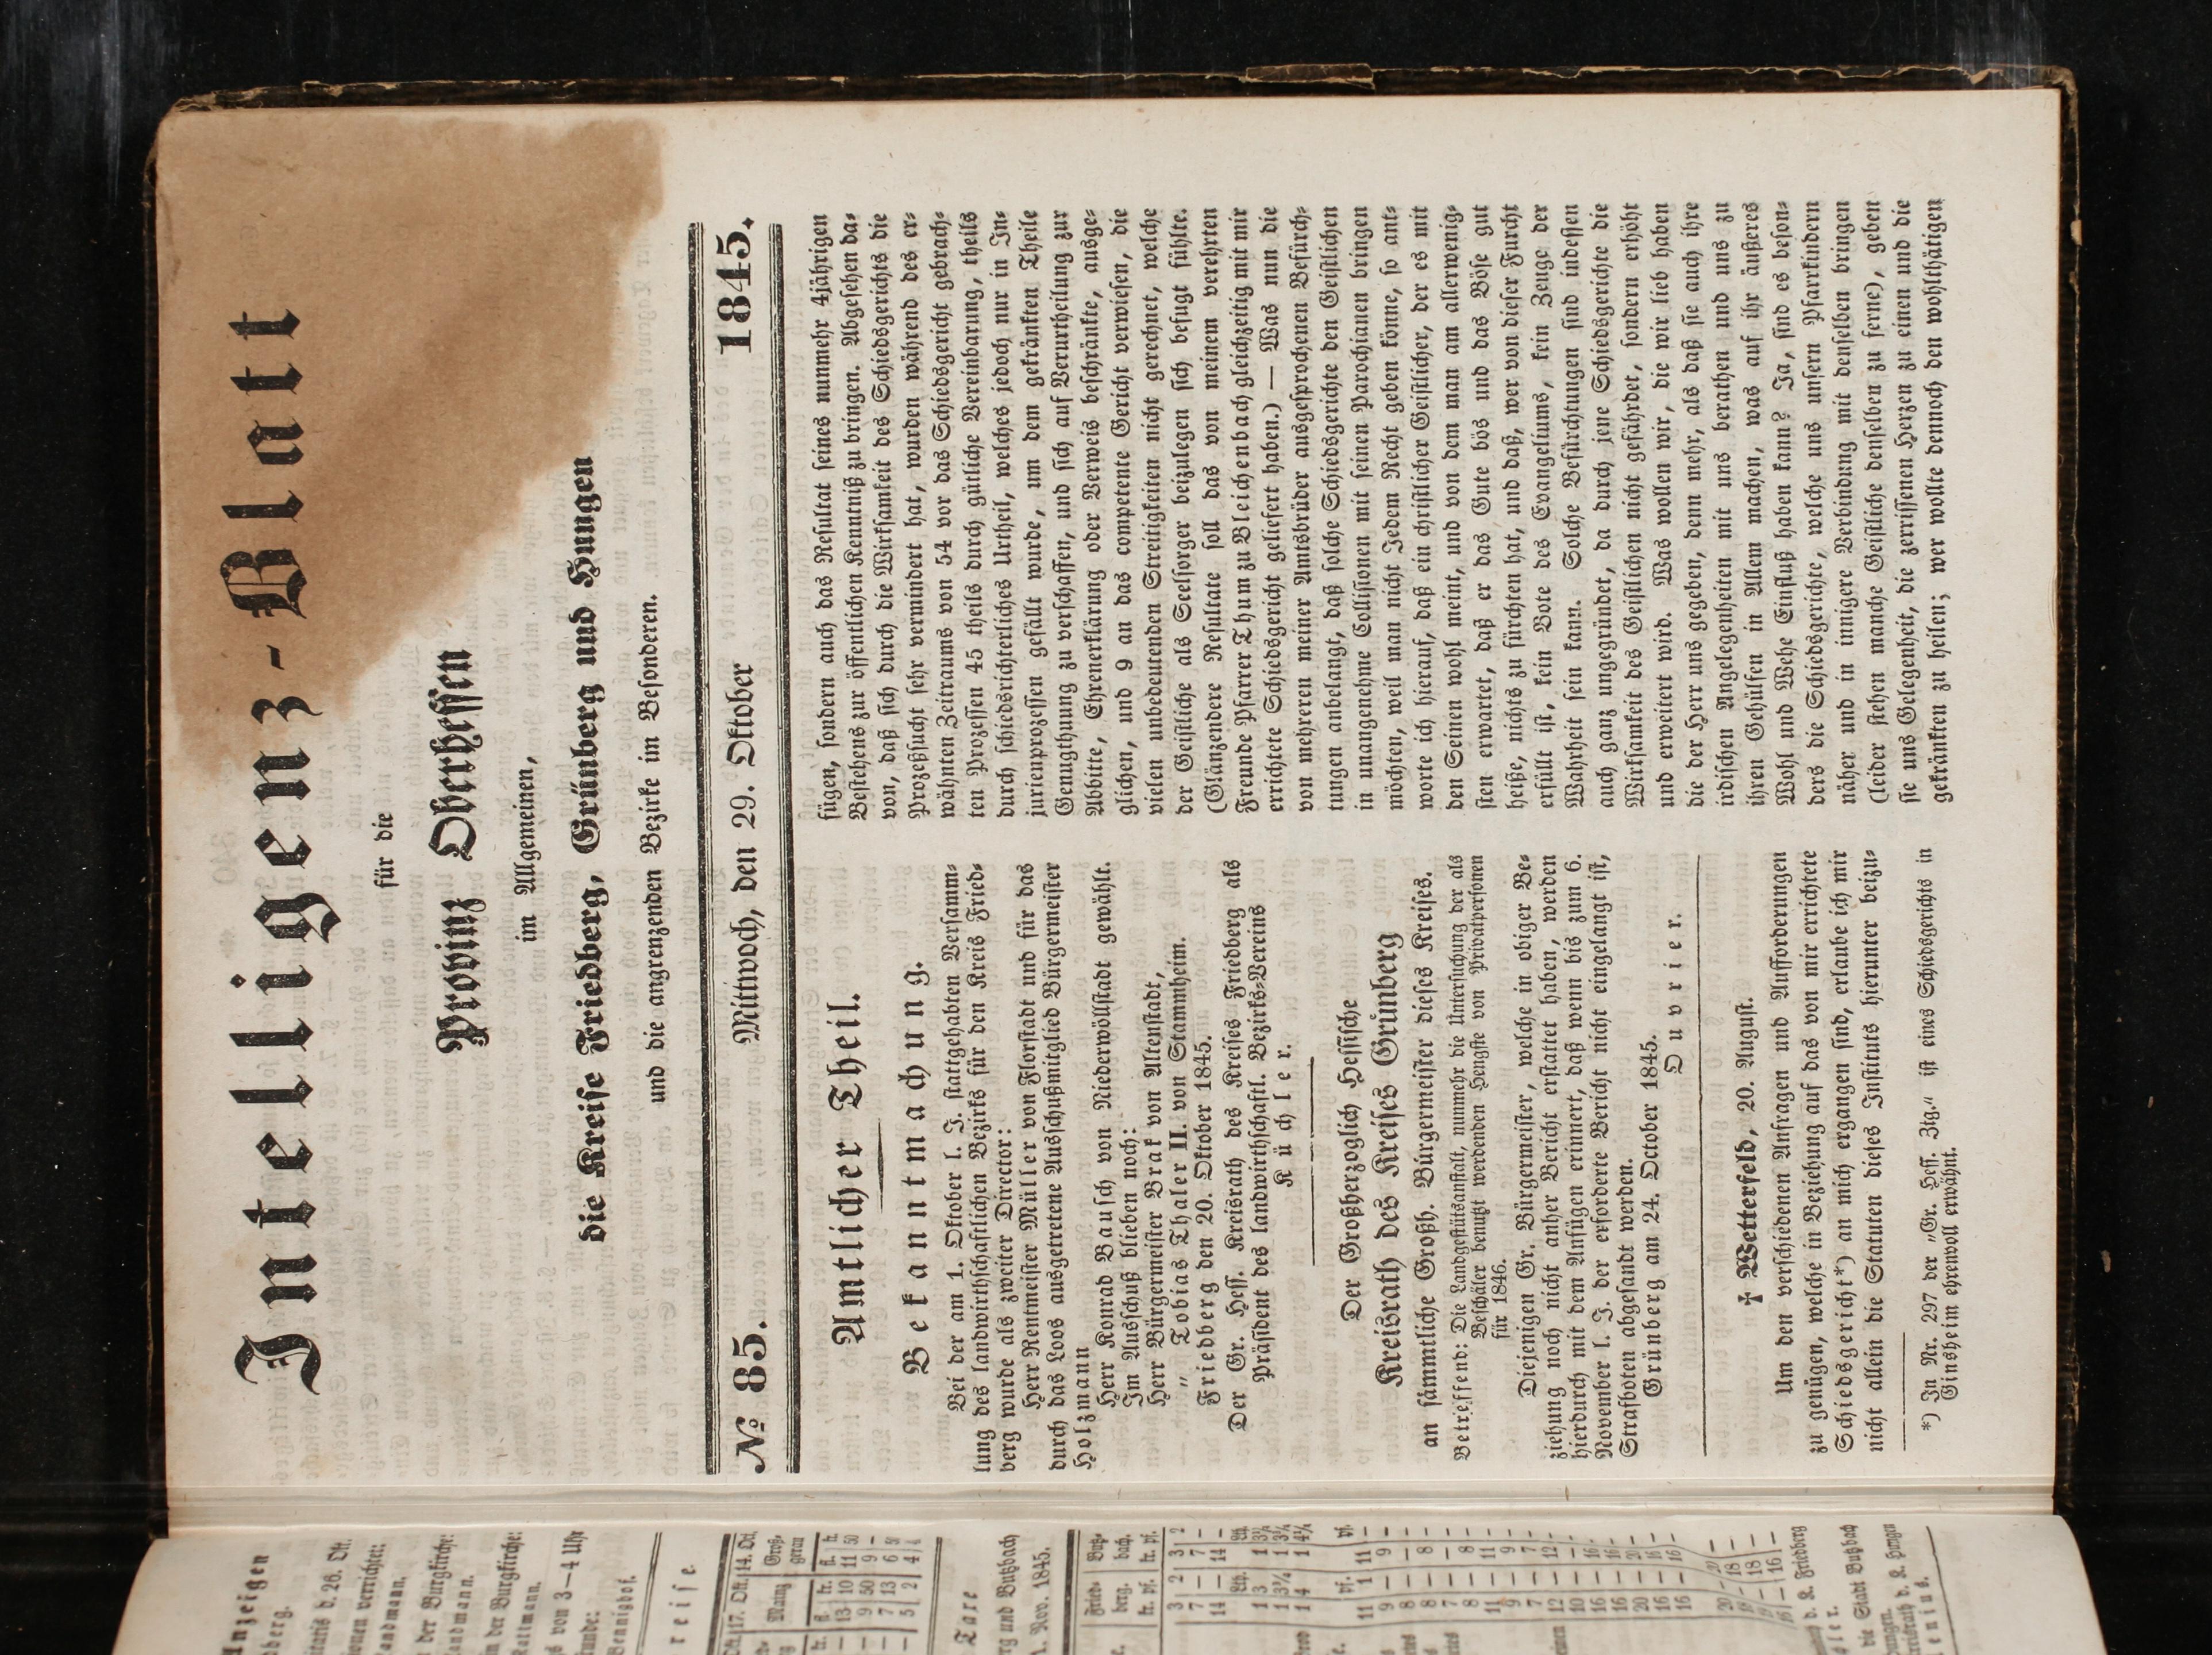 Intelligenz-Blatt
für die
Provinz Oberhessen
im Allgemeinen,
die Kreise Friedberg, Grünberg und Hungen
und die angrenzenden Bezirke im Besonderen.
№ 85. Mittwoch, den 29. Oktober 1845.
Amtlicher Theil.
Bekanntmachung.
Bei der am 1. Oktober l. J. stattgehabten Versamm-
lung des landwirthschaftlichen Bezirks für den Kreis Fried-
berg wurde als zweiter Director:
Herr Rentmeister Müller von Florstadt und für das
durch das Loos ausgetretene Ausschußmitglied Bürgermeister
Holzmann
Herr Konrad Bausch von Niederwöllstadt gewählt.
Im Ausschuß blieben noch:
Herr Bürgermeister Brak von Altenstadt,
„ Tobias Thaler II. von Stammheim.
Friedberg den 20. Oktober 1845.
Der Gr. Hess. Kreisrath des Kreises Friedberg als
Präsident des landwirthschaftl. Bezirks-Vereins
Küchler.
Der Großherzoglich Hessische
Kreisrath des Kreises Grünberg
an sämmtliche Großh. Bürgermeister dieses Kreises.
Betreffend: Die Landgestütsanstalt, nunmehr die Untersuchung der als
Beschäler benutzt werdenden Hengste von Privatpersonen
für 1846.
Diejenigen Gr. Bürgermeister, welche in obiger Be-
ziehung noch nicht anher Bericht erstattet haben, werden
hierdurch mit dem Anfügen erinnert, daß wenn bis zum 6.
November l. J. der erforderte Bericht nicht eingelangt ist,
Strafboten abgesandt werden.
Grünberg am 24. October 1845.
Duvrier.
✝ Wetterfeld, 20. August.
Um den verschiedenen Anfragen und Aufforderungen
zu genügen, welche in Beziehung auf das von mir errichtete
Schiedsgericht*) an mich ergangen sind, erlaube ich mir
nicht allein die Statuten dieses Instituts hierunter beizu-
*) In Nr. 297 der „Gr. Hess. Ztg.“ ist eines Schiedsgerichts in
Ginsheim ehrenvoll erwähnt.
fügen, sondern auch das Resultat seines nunmehr 4jährigen
Bestehens zur öffentlichen Kenntniß zu bringen. Abgesehen da-
von, daß sich durch die Wirksamkeit des Schiedsgerichts die
Prozeßsucht sehr vermindert hat, wurden während des er-
wähnten Zeitraums von 54 vor das Schiedsgericht gebrach-
ten Prozessen 45 theils durch gütliche Vereinbarung, theils
durch schiedsrichterliches Urtheil, welches jedoch nur in In-
jurienprozessen gefällt wurde, um dem gekränkten Theile
Genugthuung zu verschaffen, und sich auf Verurtheilung zur
Abbitte, Ehrenerklärung oder Verweis beschränkte, ausge-
glichen, und 9 an das competente Gericht verwiesen, die
vielen unbedeutenden Streitigkeiten nicht gerechnet, welche
der Geistliche als Seelsorger beizulegen sich befugt fühlte.
(Glänzendere Resultate soll das von meinem verehrten
Freunde Pfarrer Thum zu Bleichenbach gleichzeitig mit mir
errichtete Schiedsgericht geliefert haben.) — Was nun die
von mehreren meiner Amtsbrüder ausgesprochenen Befürch-
tungen anbelangt, daß solche Schiedsgerichte den Geistlichen
in unangenehme Collisionen mit seinen Parochianen bringen
möchten, weil man nicht Jedem Recht geben könne, so ant-
worte ich hierauf, daß ein christlicher Geistlicher, der es mit
den Seinen wohl meint, und von dem man am allerwenig-
sten erwartet, daß er das Gute bös und das Böse gut
heiße, nichts zu fürchten hat, und daß, wer von dieser Furcht
erfüllt ist, kein Bote des Evangeliums, kein Zeuge der
Wahrheit sein kann. Solche Befürchtungen sind indessen
auch ganz ungegründet, da durch jene Schiedsgerichte die
Wirksamkeit des Geistlichen nicht gefährdet, sondern erhöht
und erweitert wird. Was wollen wir, die wir lieb haben
die der Herr uns gegeben, denn mehr, als daß sie auch ihre
irdischen Angelegenheiten mit uns berathen und uns zu
ihren Gehülfen in Allem machen, was auf ihr äußeres
Wohl und Wehe Einfluß haben kann? Ja, sind es beson-
ders die Schiedsgerichte, welche uns unsern Pfarrkindern
näher und in innigere Verbindung mit denselben bringen
(leider stehen manche Geistliche denselben zu ferne), geben
sie uns Gelegenheit, die zerrissenen Herzen zu einen und die
gekränkten zu heilen; wer wollte dennoch den wohlthätigen